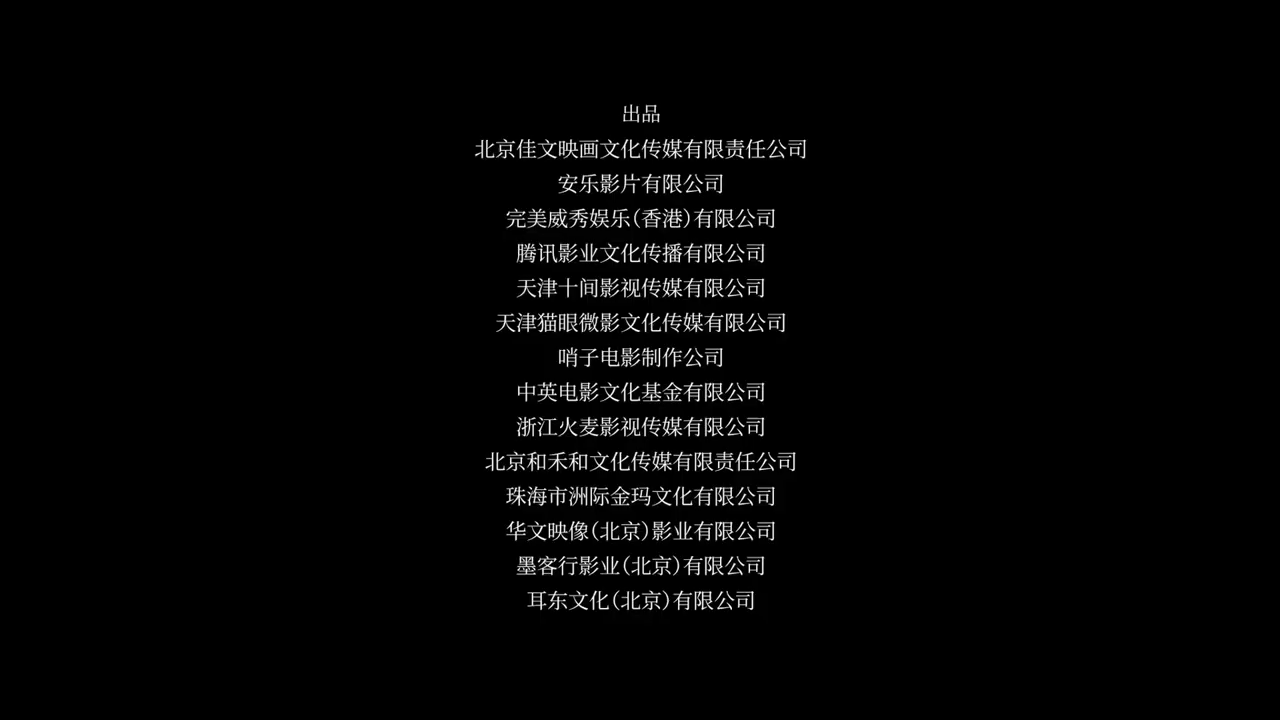 出品
北京佳文映画文化传媒有限责任公司
安乐影片有限公司
完美威秀娱乐(香港)有限公司
腾讯影业文化传播有限公司
天津十间影视传媒有限公司
天津猫眼微影文化传媒有限公司
哨子电影制作公司
中英电影文化基金有限公司
浙江火麦影视传媒有限公司
北京和禾和文化传媒有限责任公司
珠海市洲际金玛文化有限公司
华文映像(北京)影业有限公司
墨客行影业(北京)有限公司
耳东文化(北京)有限公司